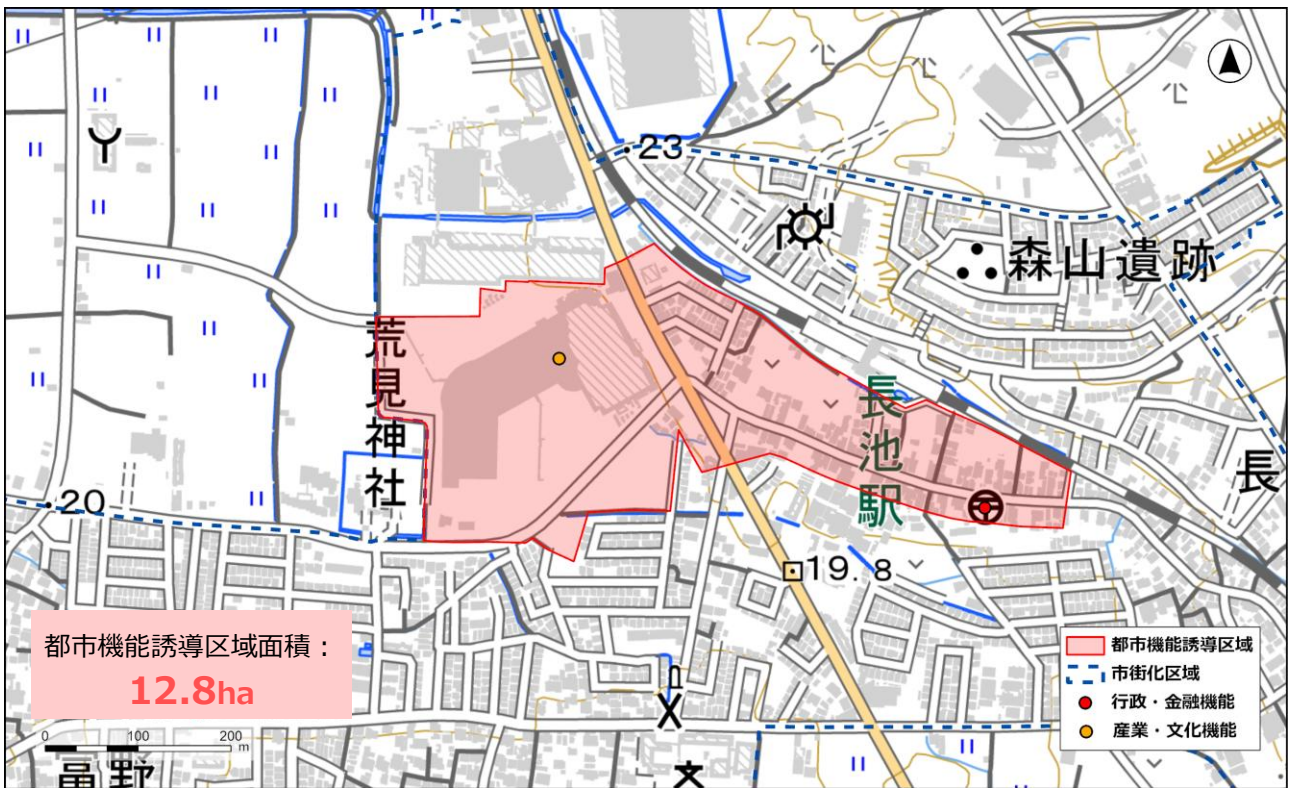 23
森山遺跡
荒見神社
長池駅
長
20
19.8
都市機能誘導区域面積：
12.8ha
0 100 200 m
富野
都市機能誘導区域
市街化区域
行政・金融機能
産業・文化機能